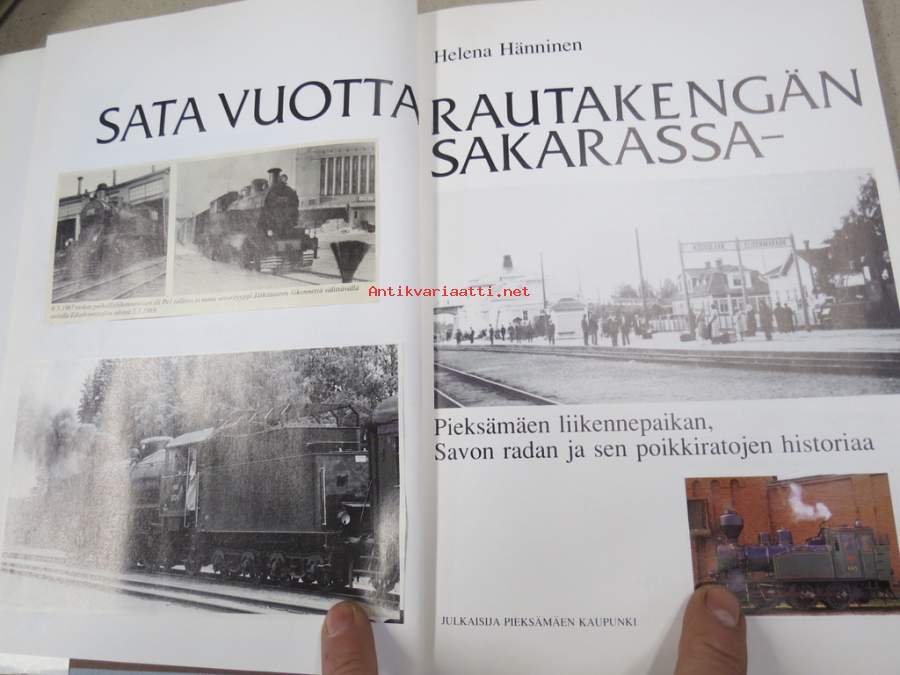 Helena Hänninen
SATA VUOTTA RAUTAKENGÄN
SAKARASSA–
Antikvariaatti.net
Pieksämäen liikennepaikan,
Savon radan ja sen poikkiratojen historiaa
JULKAISIJA PIEKSÄMÄEN KAUPUNKI